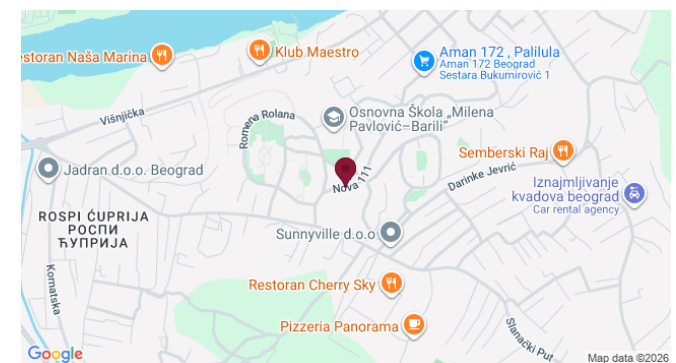 Restoran Naša Marina
Klub Maestro
Aman 172 , Palilula
Aman 172 Beograd
Sestara Bukumirović 1
Višnjička
Romena Rolana
Osnovna Škola „Milena
Pavlović–Barili"
Semberski Raj
Jadran d.o.o. Beograd
Nova 111
Darinke Jevrić
Iznajmljivanje
kvadova beograd
Car rental agency
ROSPI ĆUPRIJA
РОСПИ
ЋУПРИЈА
Sunnyville d.o.o
Kornatska
Restoran Cherry Sky
Pizzeria Panorama
Slanački Put
Google
Map data ©2026